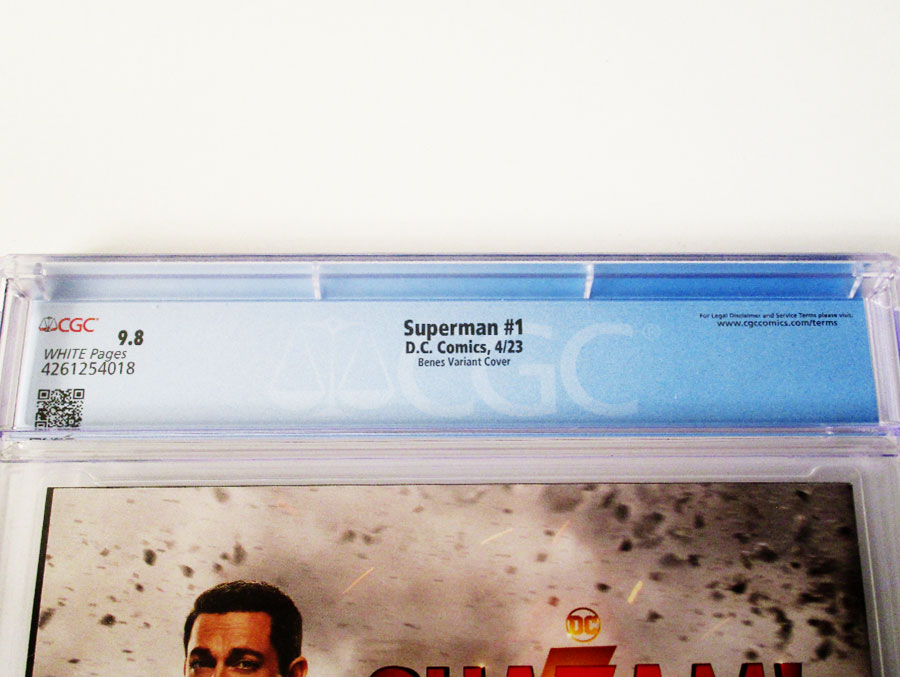 CGC
9.8
WHITE Pages
4261254018
Superman #1
D.C. Comics, 4/23
Benes Variant Cover
For Legal Disclaimer and Service Terms please visit:
www.cgccomics.com/terms
CGC
DC
SHAZAM!